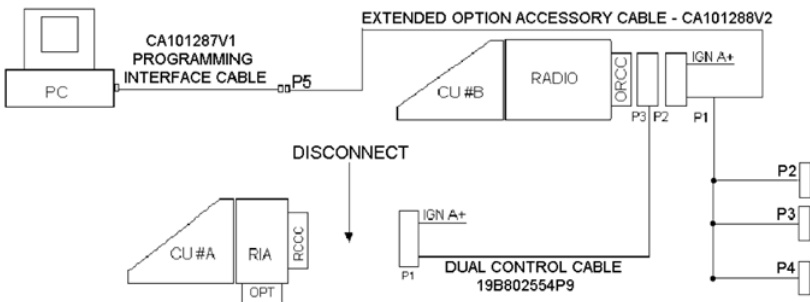 EXTENDED OPTION ACCESSORY CABLE - CA101288V2
CA101287V1
PROGRAMMING
INTERFACE CABLE
P5
PC
CU #B
RADIO
ORCC
IGN A+
P3
P2
P1
DISCONNECT
P2
P3
P4
CU #A
RIA
RCCC
OPT
IGN A+
P1
DUAL CONTROL CABLE
19B802554P9